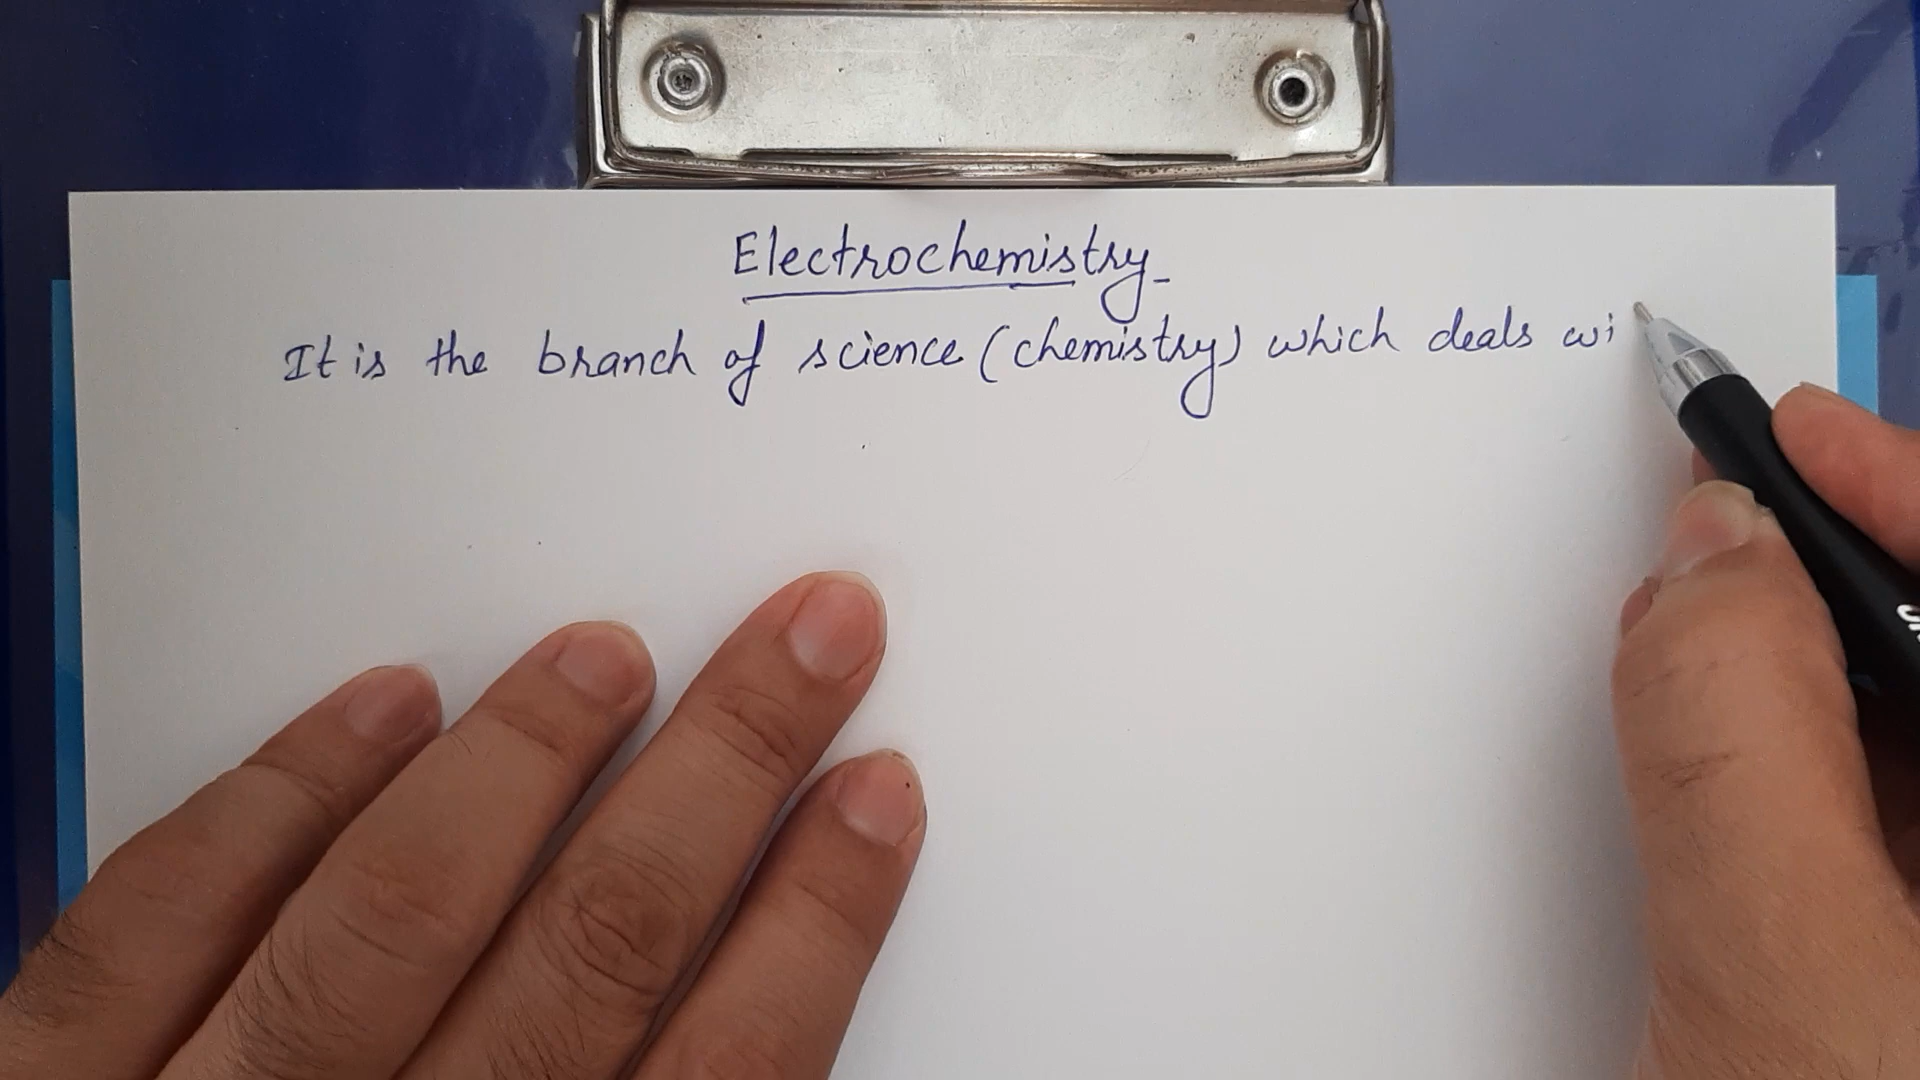 Electrochemistry
It is the branch of science (chemistry) which deals wi